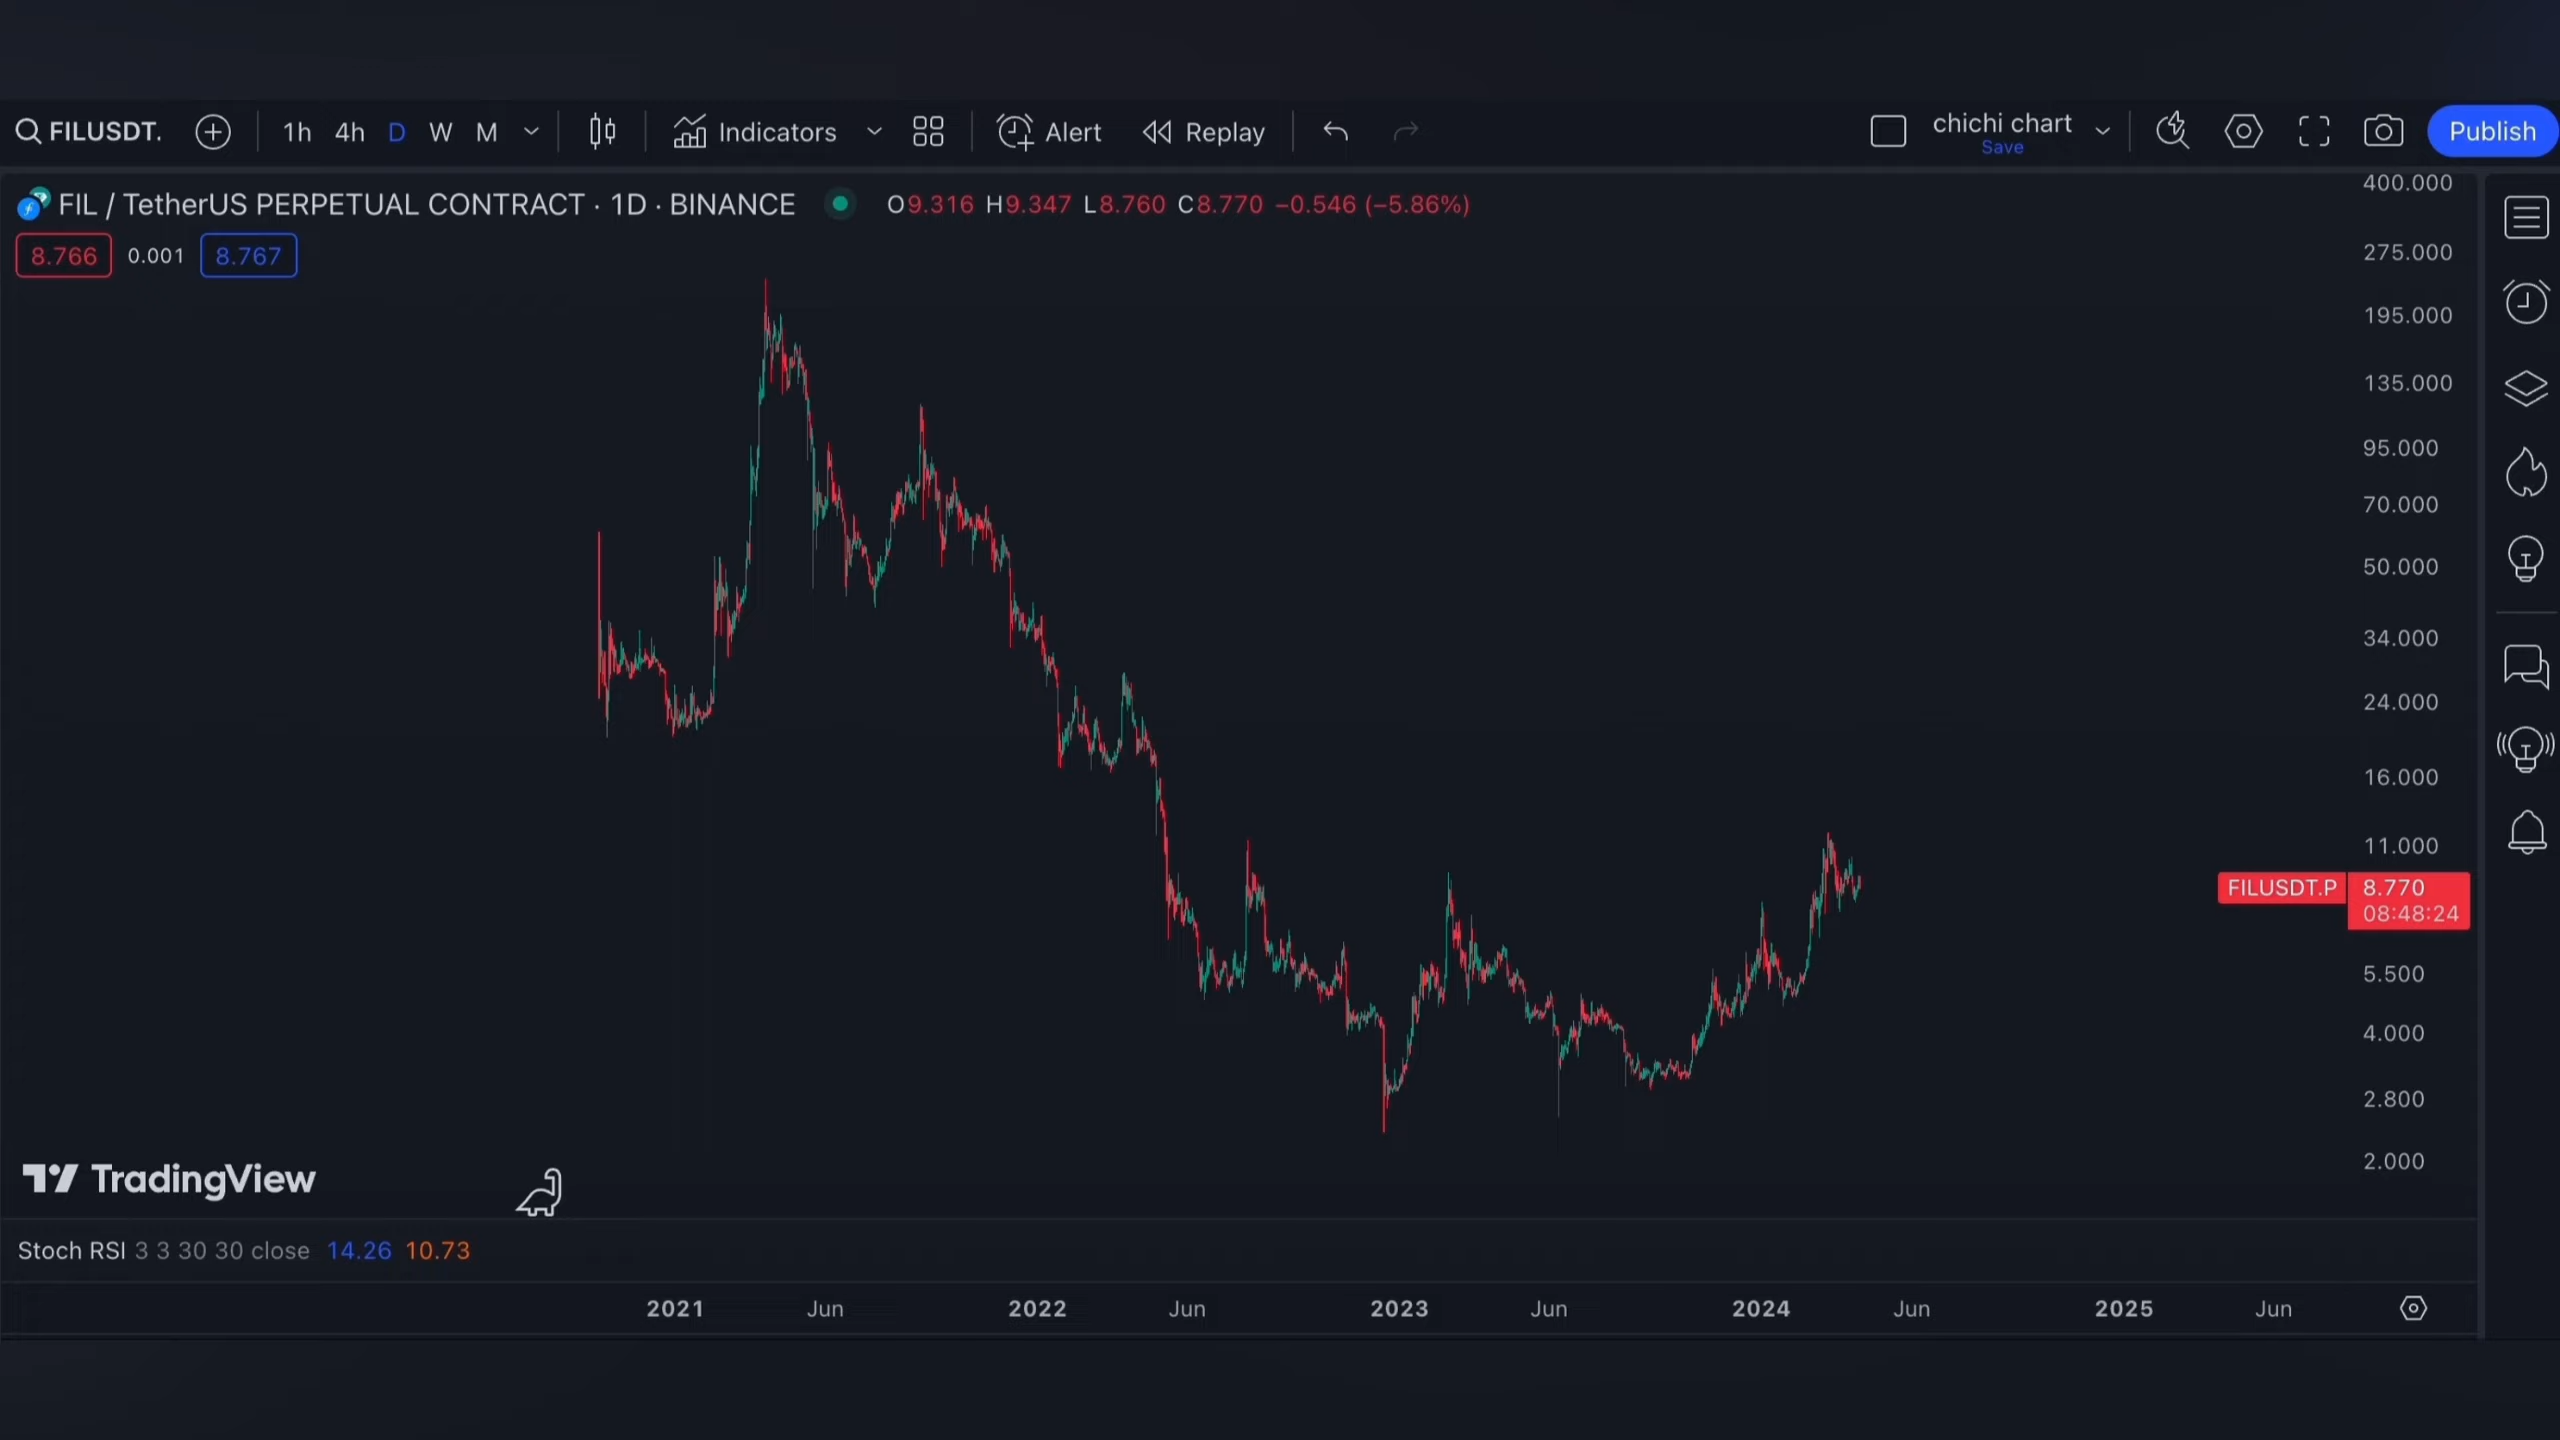 FILUSDT. 1h 4h D W M Indicators Alert Replay chichi chart Publish
Save
FIL / TetherUS PERPETUAL CONTRACT · 1D · BINANCE O9.316 H9.347 L8.760 C8.770 −0.546 (−5.86%)
8.766 0.001 8.767
400.000
275.000
195.000
135.000
95.000
70.000
50.000
34.000
24.000
16.000
11.000
FILUSDT.P 8.770
08:48:24
5.500
4.000
2.800
2.000
TradingView
Stoch RSI 3 3 30 30 close 14.26 10.73
2021 Jun 2022 Jun 2023 Jun 2024 Jun 2025 Jun